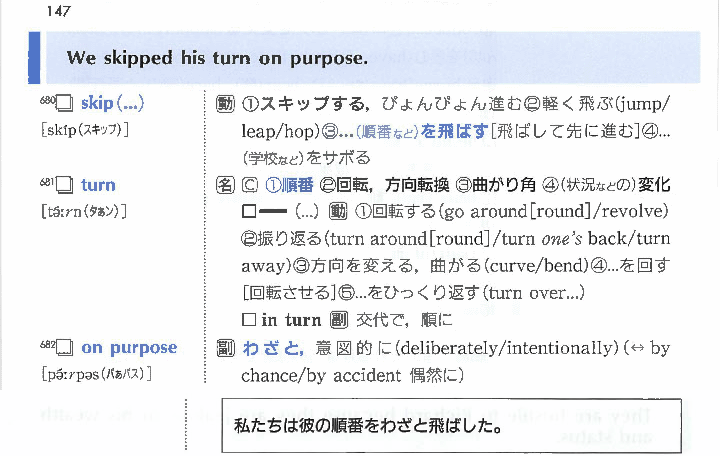 147
We skipped his turn on purpose.
680 □ skip (...)
[skíp(スキップ)]
動 ①スキップする，ぴょんぴょん進む②軽く飛ぶ(jump/
leap/hop)③...(順番など)を飛ばす[飛ばして先に進む]④...
(学校など)をサボる
681 □ turn
[tə́ːrn(タぁン)]
名 C ①順番 ②回転，方向転換 ③曲がり角 ④(状況などの)変化
□━ (...) 動 ①回転する(go around[round]/revolve)
②振り返る(turn around[round]/turn one's back/turn
away)③方向を変える，曲がる(curve/bend)④...を回す
[回転させる]⑤...をひっくり返す(turn over...)
□ in turn 副 交代で，順に
682 □ on purpose
[pə́ːrpəs(パぁパス)]
副 わざと，意図的に(deliberately/intentionally)(↔ by
chance/by accident 偶然に)
私たちは彼の順番をわざと飛ばした。